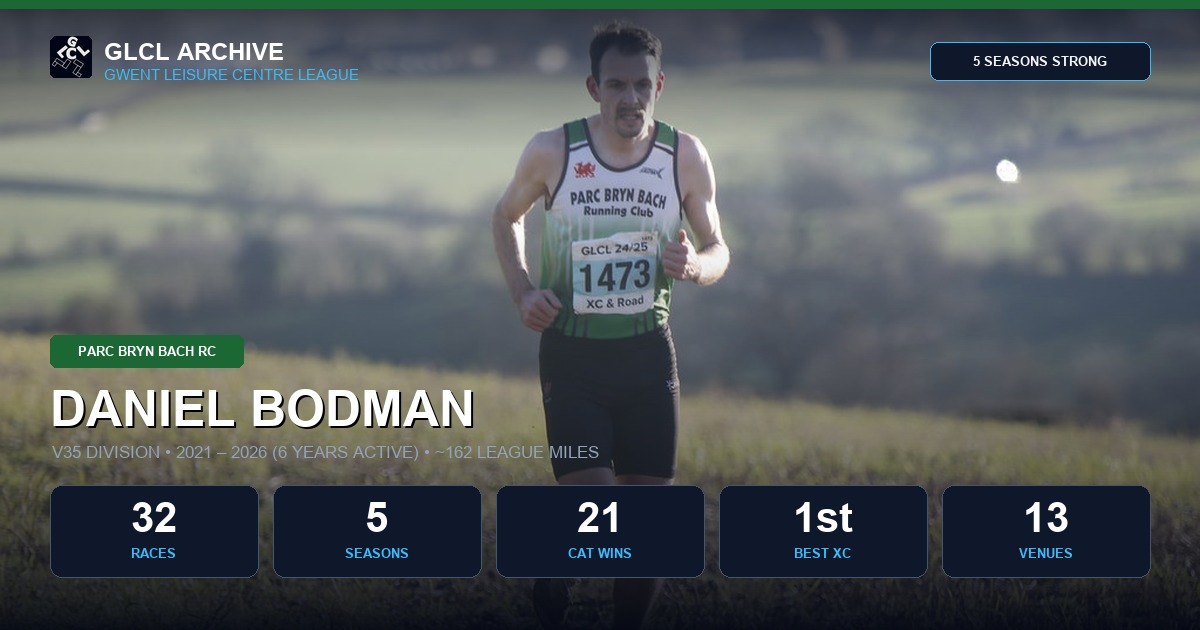 GLCL ARCHIVE
GWENT LEISURE CENTRE LEAGUE
5 SEASONS STRONG
PARC BRYN BACH
Running Club
GLCL 24/25
1473
XC & Road
PARC BRYN BACH RC
DANIEL BODMAN
V35 DIVISION • 2021 – 2026 (6 YEARS ACTIVE) • ~162 LEAGUE MILES
32
RACES
5
SEASONS
21
CAT WINS
1st
BEST XC
13
VENUES